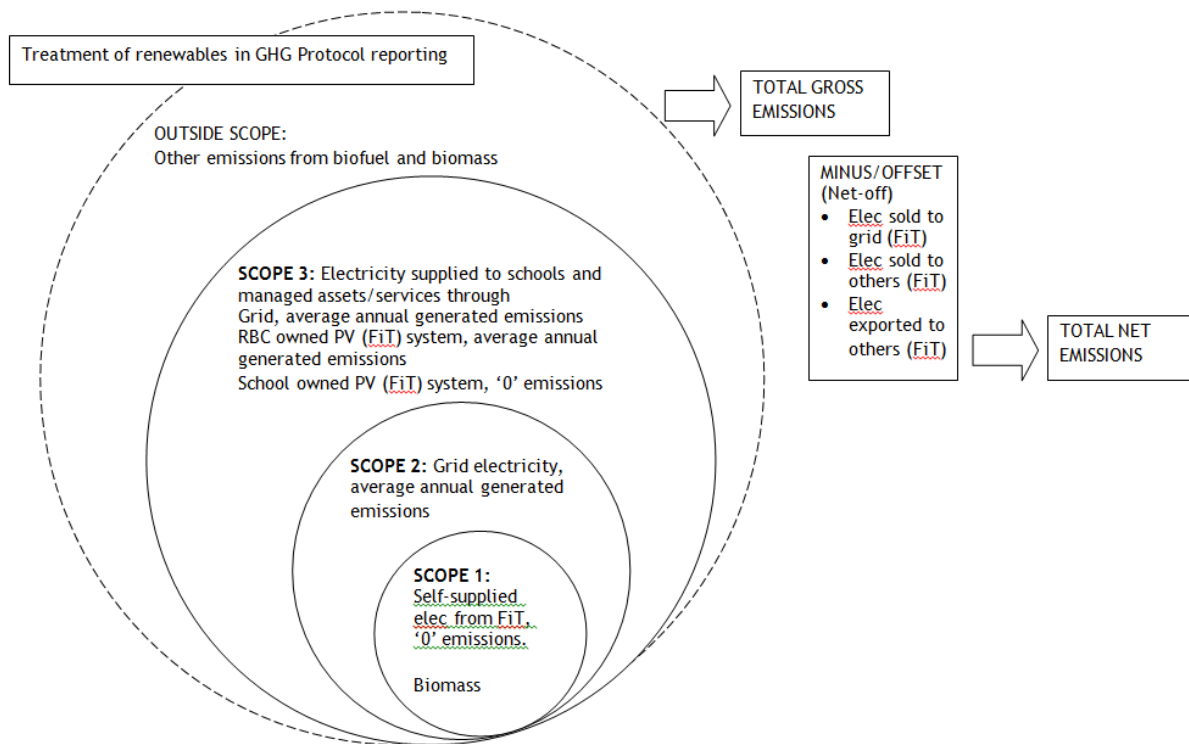 Treatment of renewables in GHG Protocol reporting
TOTAL GROSS
EMISSIONS
OUTSIDE SCOPE:
Other emissions from biofuel and biomass
MINUS/OFFSET
(Net-off)
• Elec sold to
grid (FiT)
• Elec sold to
others (FiT)
• Elec
exported to
others (FiT)
TOTAL NET
EMISSIONS
SCOPE 3: Electricity supplied to schools and
managed assets/services through
Grid, average annual generated emissions
RBC owned PV (FiT) system, average annual
generated emissions
School owned PV (FiT) system, ‘0’ emissions
SCOPE 2: Grid electricity,
average annual generated
emissions
SCOPE 1:
Self-supplied
elec from FiT,
‘0’ emissions.
Biomass